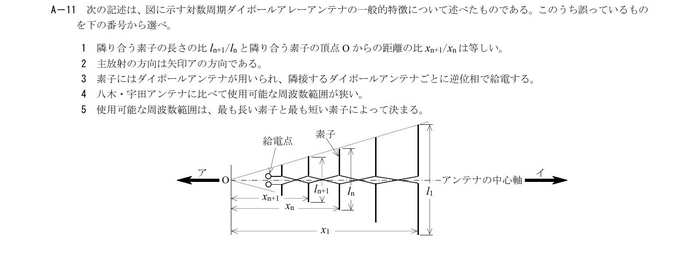 A−11 次の記述は、図に示す対数周期ダイポールアレーアンテナの一般的特徴について述べたものである。このうち誤っているもの
を下の番号から選べ。
1 隣り合う素子の長さの比 ln+1/ln と隣り合う素子の頂点 O からの距離の比 xn+1/xn は等しい。
2 主放射の方向は矢印アの方向である。
3 素子にはダイポールアンテナが用いられ、隣接するダイポールアンテナごとに逆位相で給電する。
4 八木・宇田アンテナに比べて使用可能な周波数範囲が狭い。
5 使用可能な周波数範囲は、最も長い素子と最も短い素子によって決まる。
素子
給電点
ア
O
アンテナの中心軸
イ
xn+1
ln+1
ln
l1
xn
x1